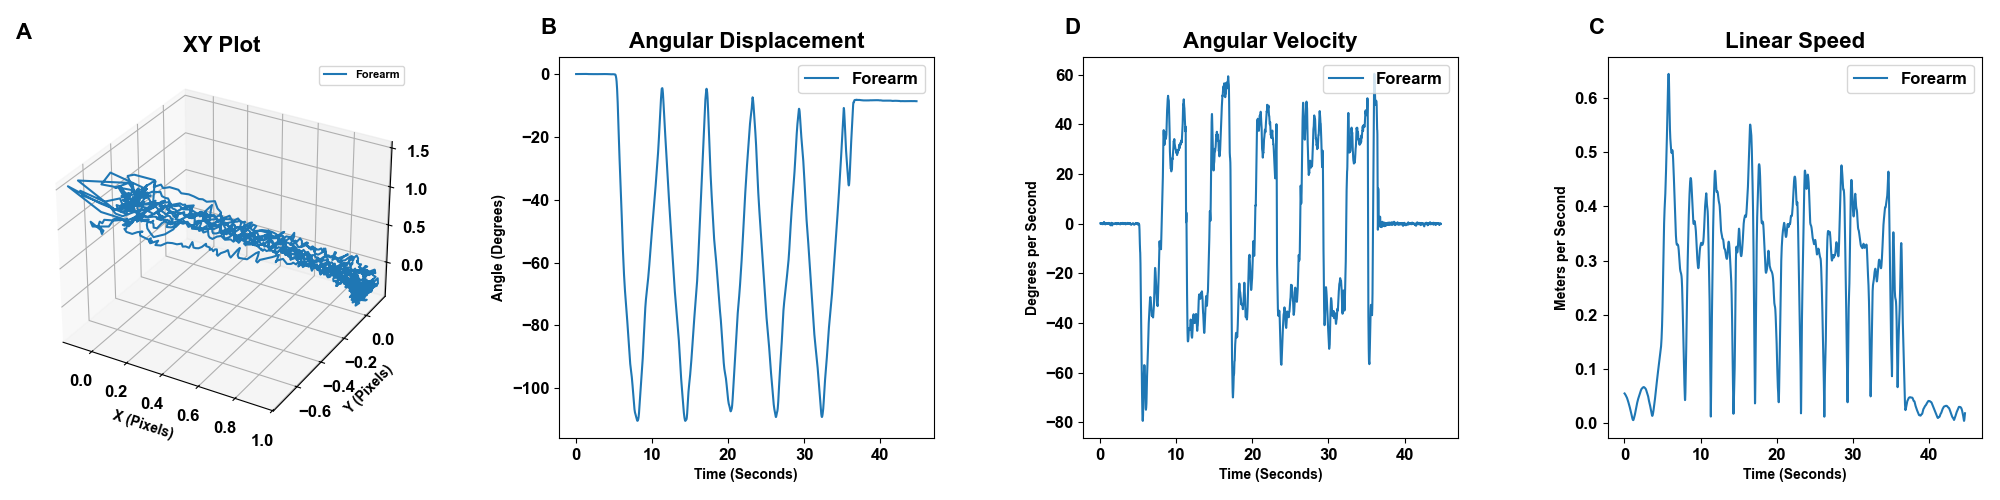 A
XY Plot
Forearm
1.5
1.0
0.5
0.0
0.0
−0.2
−0.4
−0.6
0.0
0.2
0.4
0.6
0.8
1.0
X (Pixels)
Y (Pixels)
B
Angular Displacement
Forearm
0
−20
−40
−60
−80
−100
Angle (Degrees)
0
10
20
30
40
Time (Seconds)
D
Angular Velocity
Forearm
60
40
20
0
−20
−40
−60
−80
Degrees per Second
0
10
20
30
40
Time (Seconds)
C
Linear Speed
Forearm
0.6
0.5
0.4
0.3
0.2
0.1
0.0
Meters per Second
0
10
20
30
40
Time (Seconds)